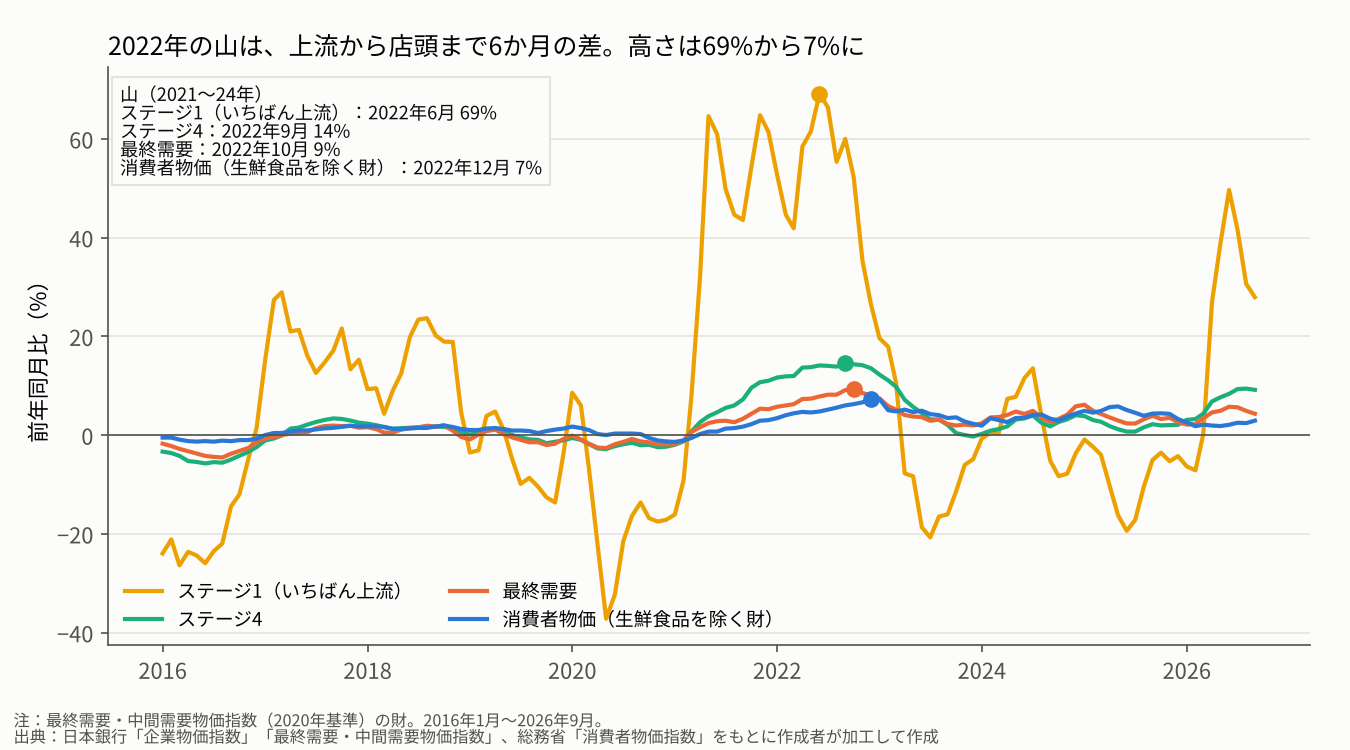 2022年の山は、上流から店頭まで6か月の差。高さは69%から7%に
山（2021～24年）
ステージ1（いちばん上流）：2022年6月 69%
ステージ4：2022年9月 14%
最終需要：2022年10月 9%
消費者物価（生鮮食品を除く財）：2022年12月 7%
前年同月比（%）
60
40
20
0
−20
−40
ステージ1（いちばん上流）
ステージ4
最終需要
消費者物価（生鮮食品を除く財）
2016 2018 2020 2022 2024 2026
注：最終需要・中間需要物価指数（2020年基準）の財。2016年1月～2026年9月。
出典：日本銀行「企業物価指数」「最終需要・中間需要物価指数」、総務省「消費者物価指数」をもとに作成者が加工して作成